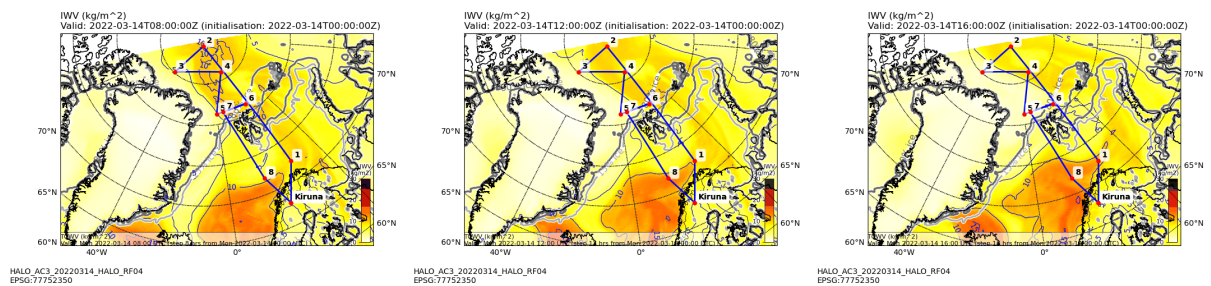 IWV (kg/m^2)
Valid: 2022-03-14T08:00:00Z (initialisation: 2022-03-14T00:00:00Z)
2
3
4
6
7
1
8
Kiruna
70°N
70°N
65°N
65°N
60°N
60°N
40°W
0°
HALO_AC3_20220314_HALO_RF04
EPSG:77752350
IWV (kg/m^2)
Valid: 2022-03-14T12:00:00Z (initialisation: 2022-03-14T00:00:00Z)
2
3
4
6
7
1
8
Kiruna
70°N
70°N
65°N
65°N
60°N
60°N
40°W
0°
HALO_AC3_20220314_HALO_RF04
EPSG:77752350
IWV (kg/m^2)
Valid: 2022-03-14T16:00:00Z (initialisation: 2022-03-14T00:00:00Z)
2
3
4
6
7
1
8
Kiruna
70°N
70°N
65°N
65°N
60°N
60°N
40°W
0°
HALO_AC3_20220314_HALO_RF04
EPSG:77752350